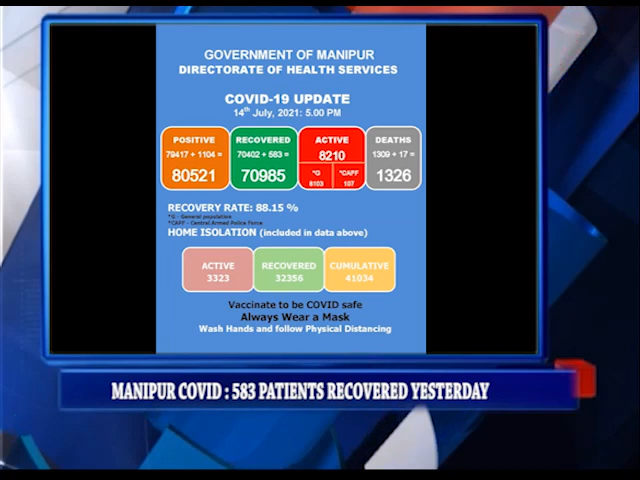 GOVERNMENT OF MANIPUR
DIRECTORATE OF HEALTH SERVICES
COVID-19 UPDATE
14th July, 2021: 5.00 PM
POSITIVE
79417 + 1104 =
80521
RECOVERED
70402 + 583 =
70985
ACTIVE
8210
*G
8103
*CAPF
107
DEATHS
1309 + 17 =
1326
RECOVERY RATE: 88.15 %
*G - General population
*CAPF - Central Armed Police Force
HOME ISOLATION (included in data above)
ACTIVE
3323
RECOVERED
32356
CUMULATIVE
41034
Vaccinate to be COVID safe
Always Wear a Mask
Wash Hands and follow Physical Distancing
MANIPUR COVID : 583 PATIENTS RECOVERED YESTERDAY